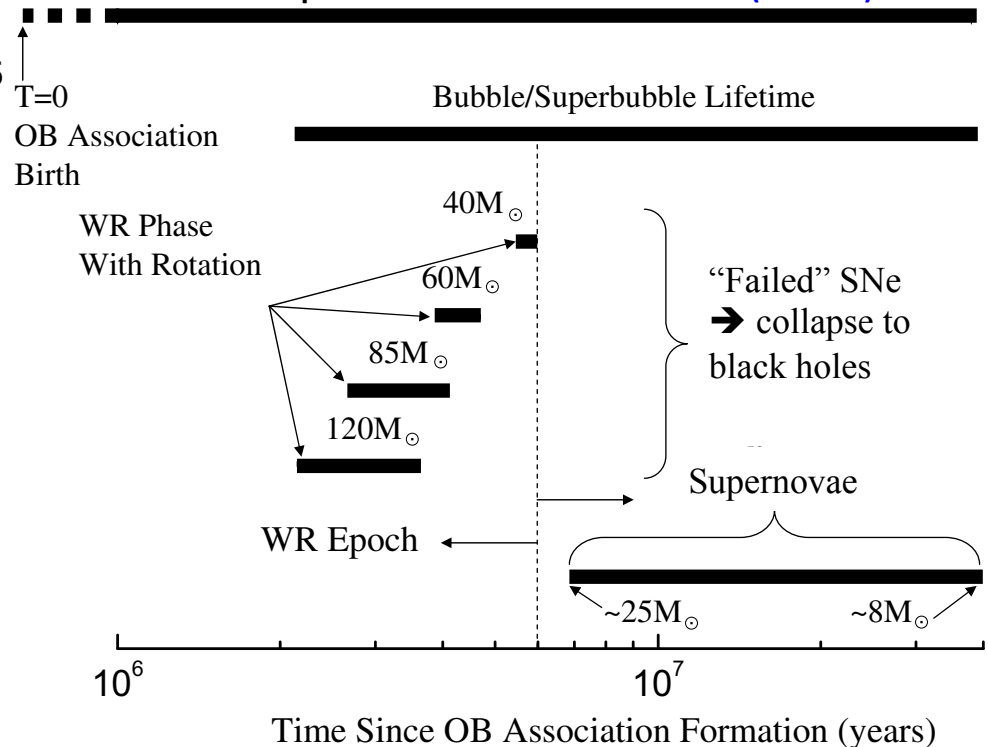 T=0
OB Association
Birth
Bubble/Superbubble Lifetime
WR Phase
With Rotation
40M☉
60M☉
85M☉
120M☉
“Failed” SNe
➔ collapse to
black holes
Supernovae
WR Epoch
~25M☉
~8M☉
10⁶
10⁷
Time Since OB Association Formation (years)